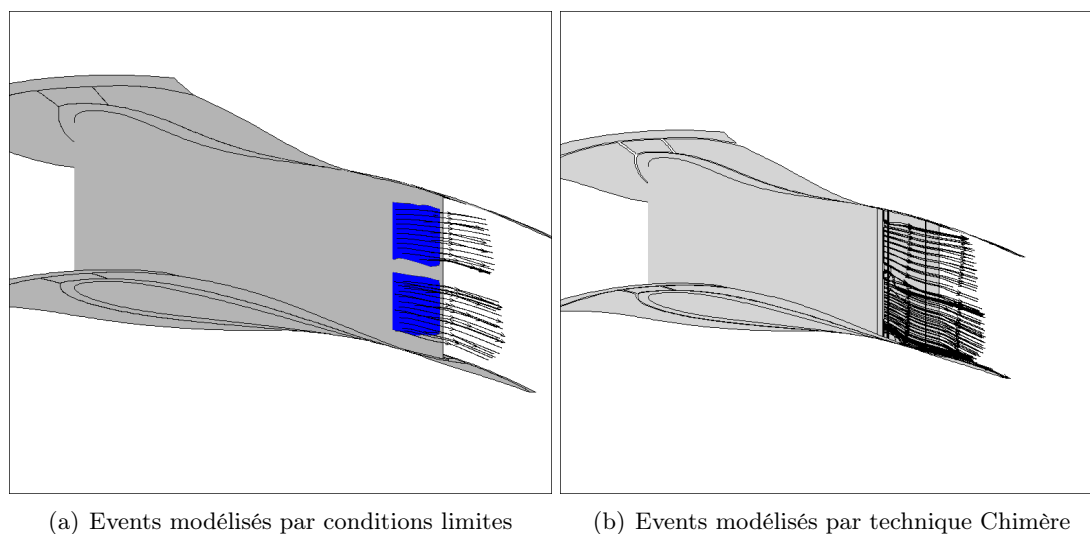 (a) Events modélisés par conditions limites
(b) Events modélisés par technique Chimère